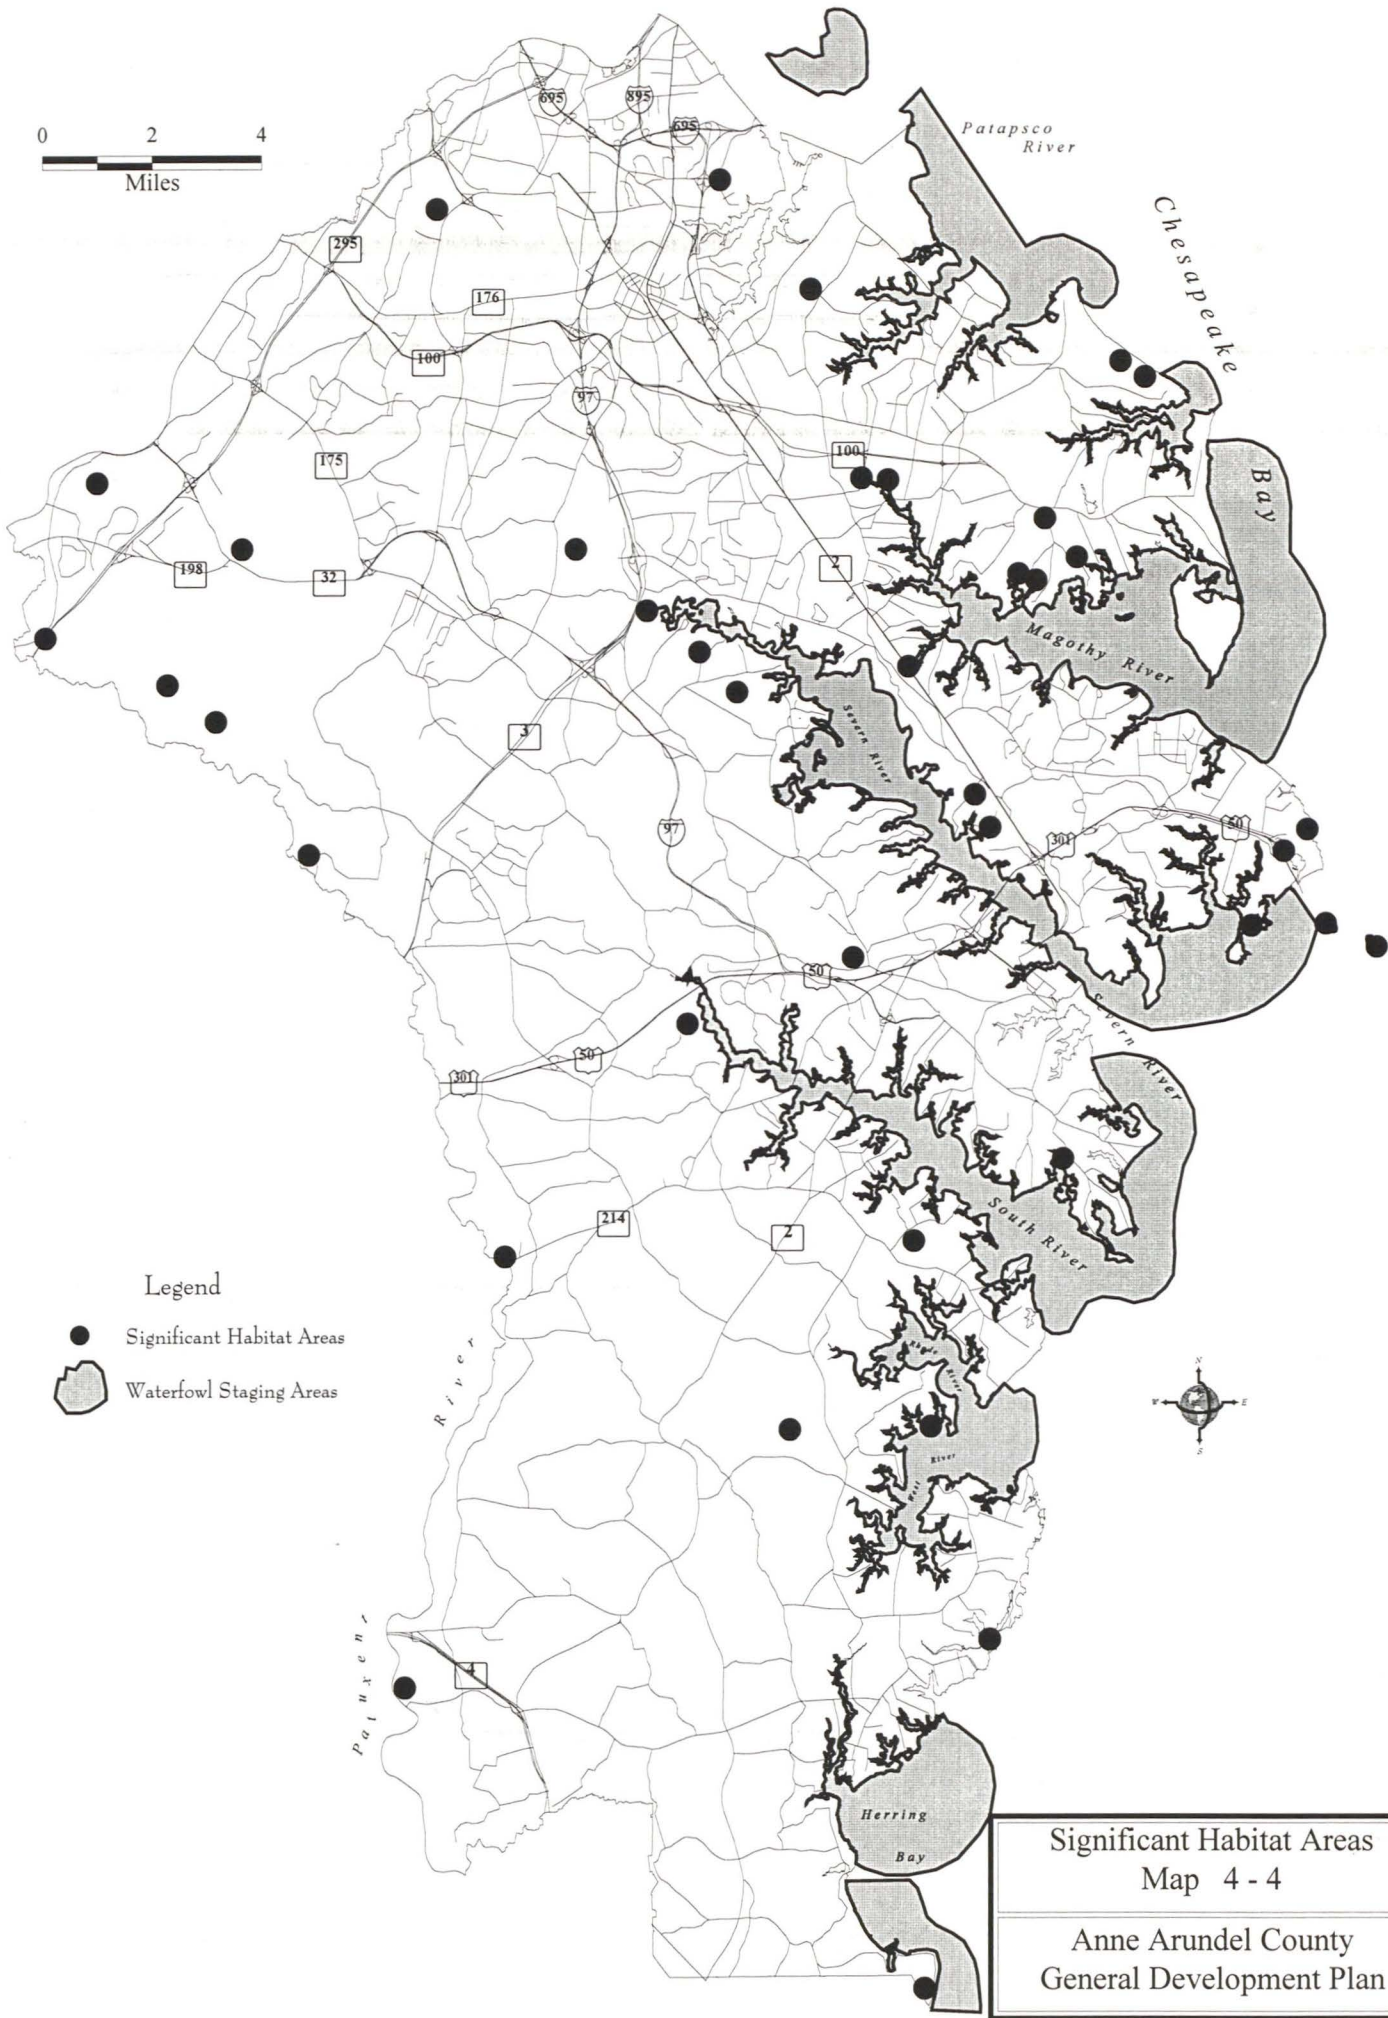 0 2 4
Miles
695
895
695
Patapsco
River
Chesapeake
Bay
295
176
100
97
175
100
198
32
2
Magothy River
Severn River
3
97
301
50
50
Severn River
50
301
South River
214
2
Legend
Significant Habitat Areas
Waterfowl Staging Areas
Rhode
River
River
West
N
W E
S
Patuxent River
4
Herring
Bay
Significant Habitat Areas
Map 4 - 4
Anne Arundel County
General Development Plan